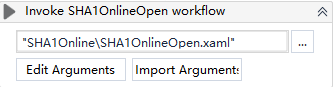 Invoke SHA1OnlineOpen workflow
"SHA1Online\SHA1OnlineOpen.xaml"
...
Edit Arguments
Import Arguments